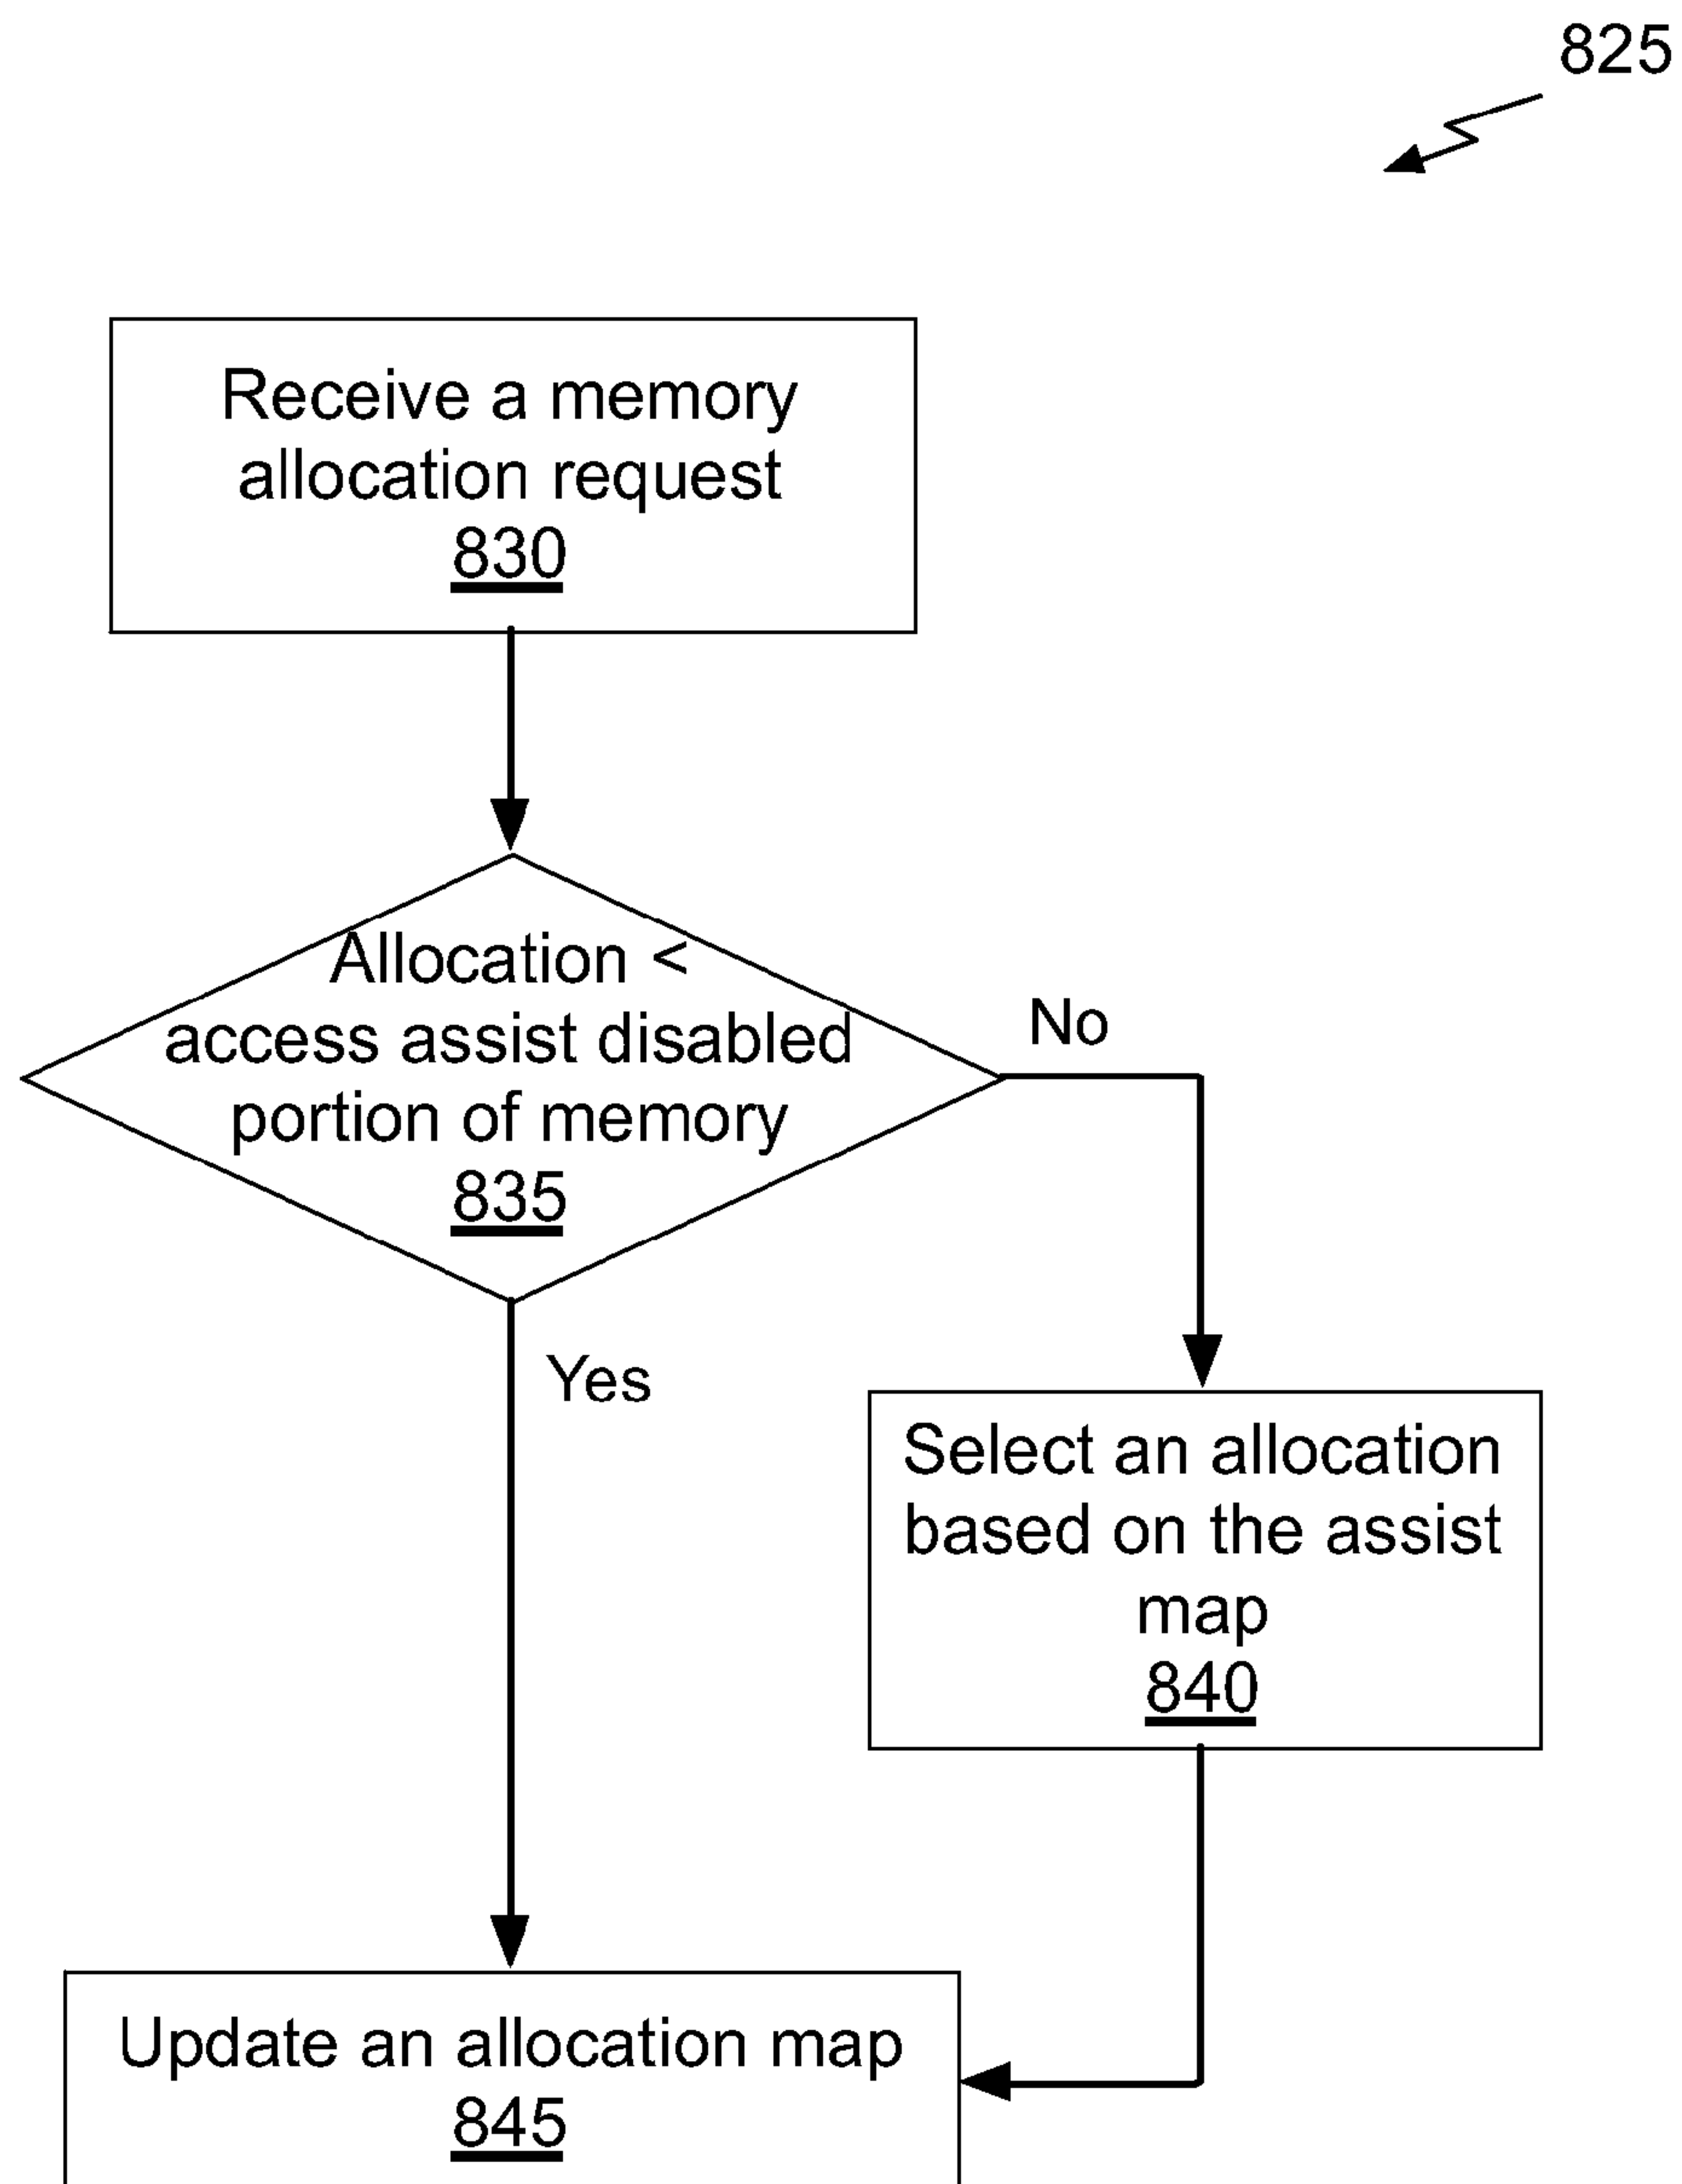 825
Receive a memory
allocation request
830
Allocation <
access assist disabled
portion of memory
835
No
Yes
Select an allocation
based on the assist
map
840
Update an allocation map
845